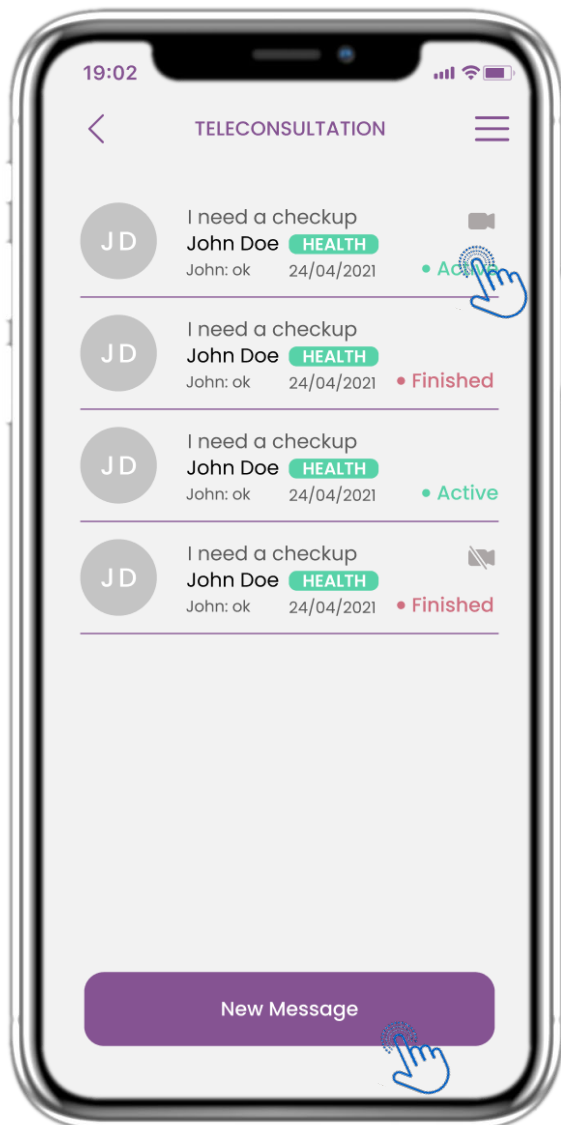 19:02
TELECONSULTATION
JD
I need a checkup
John Doe HEALTH
John: ok 24/04/2021 • Active
JD
I need a checkup
John Doe HEALTH
John: ok 24/04/2021 • Finished
JD
I need a checkup
John Doe HEALTH
John: ok 24/04/2021 • Active
JD
I need a checkup
John Doe HEALTH
John: ok 24/04/2021 • Finished
New Message